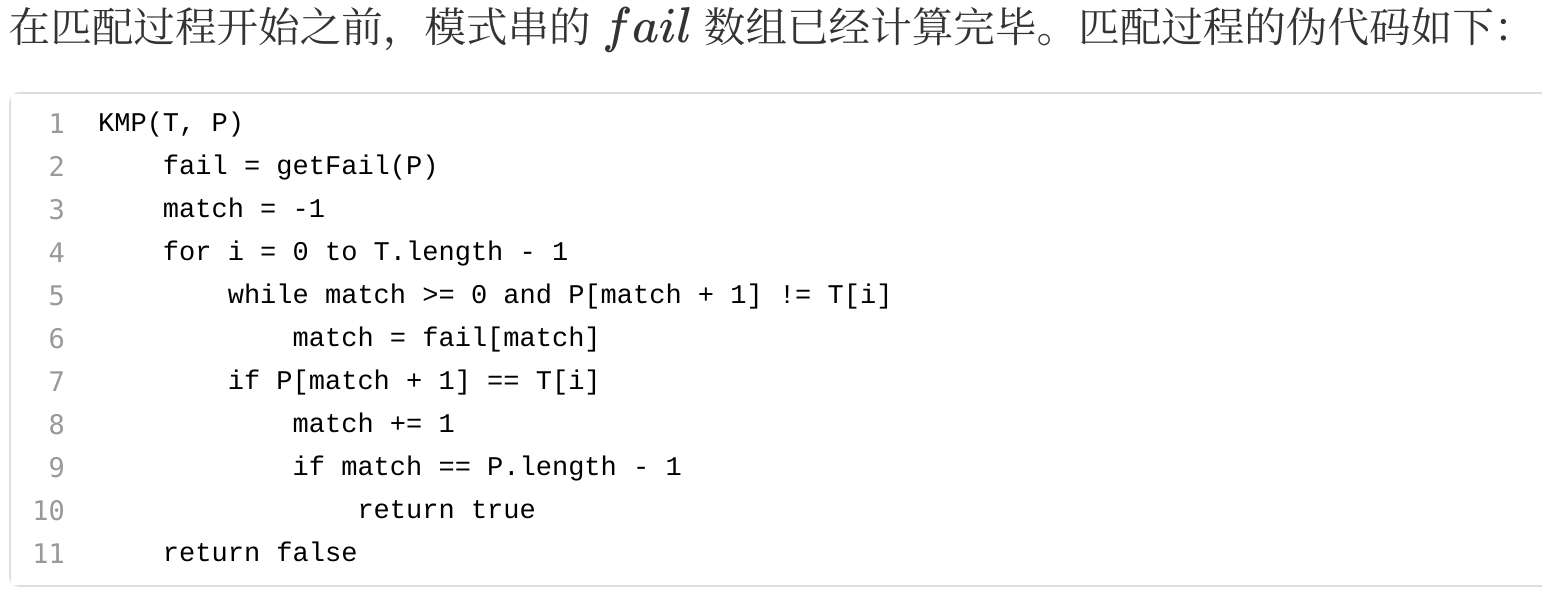 在匹配过程开始之前，模式串的 fail 数组已经计算完毕。匹配过程的伪代码如下：
1 KMP(T, P)
2     fail = getFail(P)
3     match = -1
4     for i = 0 to T.length - 1
5         while match >= 0 and P[match + 1] != T[i]
6             match = fail[match]
7         if P[match + 1] == T[i]
8             match += 1
9             if match == P.length - 1
10                 return true
11     return false